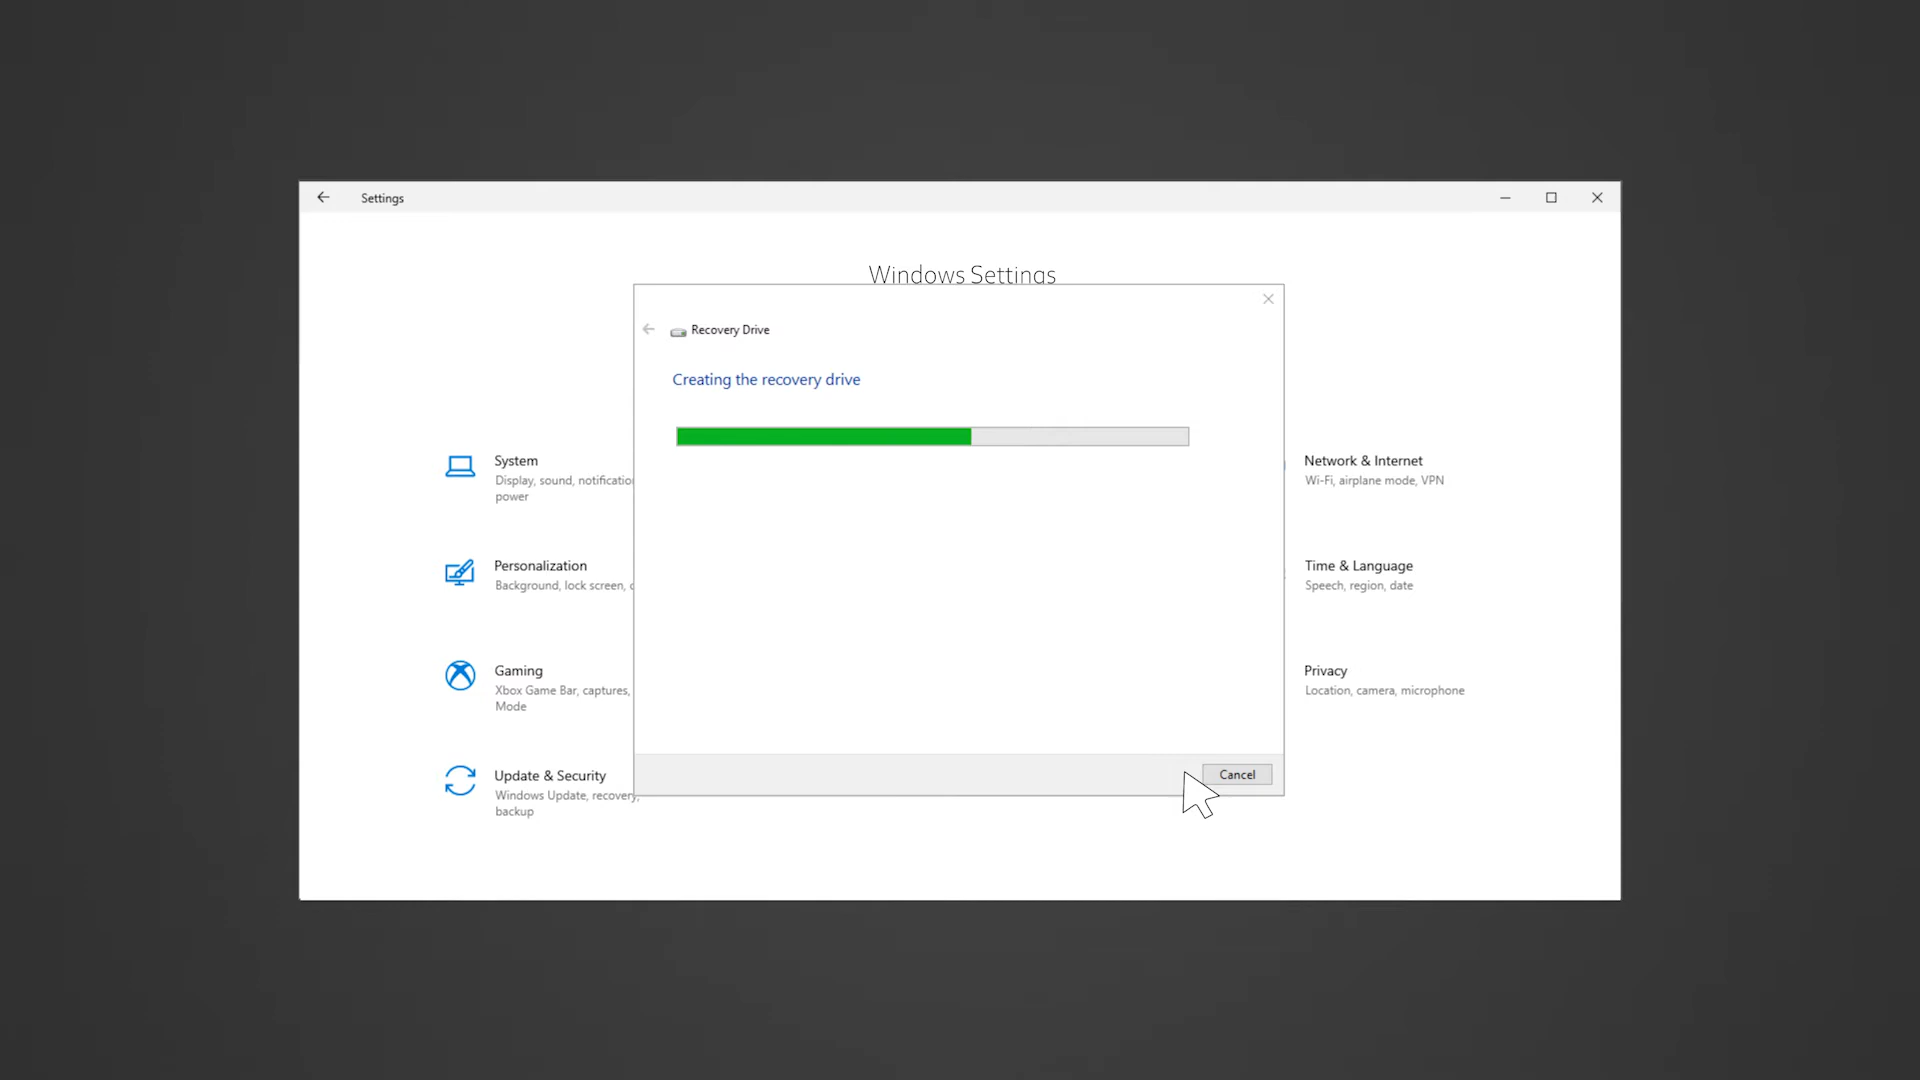 Settings
Windows Settings
Recovery Drive
Creating the recovery drive
System
Display, sound, notification
power
Network & Internet
Wi-Fi, airplane mode, VPN
Personalization
Background, lock screen,
Time & Language
Speech, region, date
Gaming
Xbox Game Bar, captures,
Mode
Privacy
Location, camera, microphone
Update & Security
Windows Update, recovery,
backup
Cancel